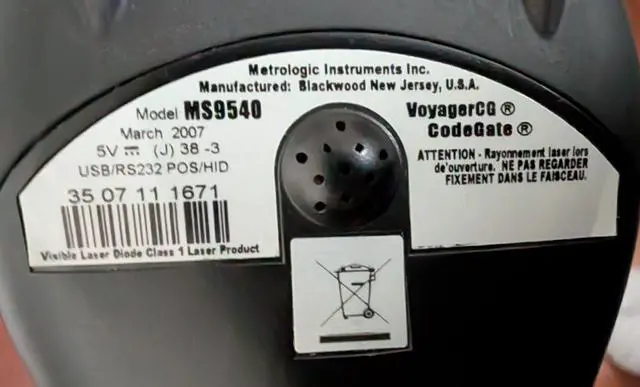 Metrologic Instruments Inc.
Manufactured: Blackwood New Jersey, U.S.A.
Model MS9540
March 2007
5V ⎓ (J) 38 -3
USB/RS232 POS/HID
35 07 11 1671
Visible Laser Diode Class 1 Laser Product
VoyagerCG ®
CodeGate ®
ATTENTION - Rayonnement laser lors
de'ouverture. NE PAS REGARDER
FIXEMENT DANS LE FAISCEAU.